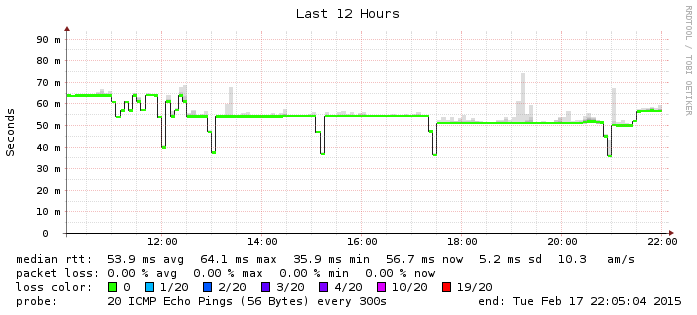 Last 12 Hours
RRDTOOL / TOBI OETIKER
Seconds
90 m
80 m
70 m
60 m
50 m
40 m
30 m
20 m
10 m
0
12:00 14:00 16:00 18:00 20:00 22:00
median rtt: 53.9 ms avg 64.1 ms max 35.9 ms min 56.7 ms now 5.2 ms sd 10.3 am/s
packet loss: 0.00 % avg 0.00 % max 0.00 % min 0.00 % now
loss color: 0 1/20 2/20 3/20 4/20 10/20 19/20
probe: 20 ICMP Echo Pings (56 Bytes) every 300s end: Tue Feb 17 22:05:04 2015